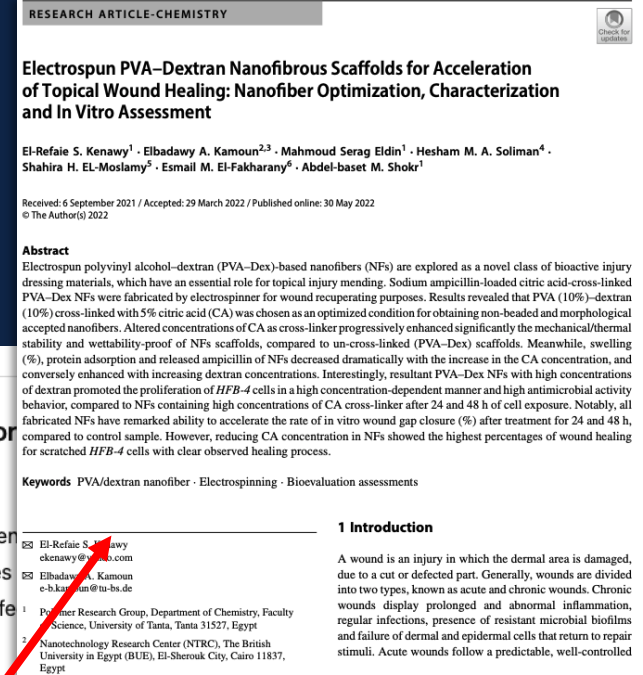 RESEARCH ARTICLE-CHEMISTRY
Check for
updates
Electrospun PVA–Dextran Nanofibrous Scaffolds for Acceleration
of Topical Wound Healing: Nanofiber Optimization, Characterization
and In Vitro Assessment
El-Refaie S. Kenawy1 · Elbadawy A. Kamoun2,3 · Mahmoud Serag Eldin1 · Hesham M. A. Soliman4 ·
Shahira H. EL-Moslamy5 · Esmail M. El-Fakharany6 · Abdel-baset M. Shokr1
Received: 6 September 2021 / Accepted: 29 March 2022 / Published online: 30 May 2022
© The Author(s) 2022
Abstract
Electrospun polyvinyl alcohol–dextran (PVA–Dex)-based nanofibers (NFs) are explored as a novel class of bioactive injury
dressing materials, which have an essential role for topical injury mending. Sodium ampicillin-loaded citric acid-cross-linked
PVA–Dex NFs were fabricated by electrospinner for wound recuperating purposes. Results revealed that PVA (10%)–dextran
(10%) cross-linked with 5% citric acid (CA) was chosen as an optimized condition for obtaining non-beaded and morphological
accepted nanofibers. Altered concentrations of CA as cross-linker progressively enhanced significantly the mechanical/thermal
stability and wettability-proof of NFs scaffolds, compared to un-cross-linked (PVA–Dex) scaffolds. Meanwhile, swelling
(%), protein adsorption and released ampicillin of NFs decreased dramatically with the increase in the CA concentration, and
conversely enhanced with increasing dextran concentrations. Interestingly, resultant PVA–Dex NFs with high concentrations
of dextran promoted the proliferation of HFB-4 cells in a high concentration-dependent manner and high antimicrobial activity
behavior, compared to NFs containing high concentrations of CA cross-linker after 24 and 48 h of cell exposure. Notably, all
fabricated NFs have remarked ability to accelerate the rate of in vitro wound gap closure (%) after treatment for 24 and 48 h,
compared to control sample. However, reducing CA concentration in NFs showed the highest percentages of wound healing
for scratched HFB-4 cells with clear observed healing process.
Keywords PVA/dextran nanofiber · Electrospinning · Bioevaluation assessments
El-Refaie S.
Elbadawy A. Kamoun
@tu-bs.de
1 Research Group, Department of Chemistry, Faculty
Science, University of Tanta, Tanta 31527, Egypt
2 Nanotechnology Research Center (NTRC), The British
University in Egypt (BUE), El-Sherouk City, Cairo 11837,
Egypt
1 Introduction
A wound is an injury in which the dermal area is damaged,
due to a cut or defected part. Generally, wounds are divided
into two types, known as acute and chronic wounds. Chronic
wounds display prolonged and abnormal inflammation,
regular infections, presence of resistant microbial biofilms
and failure of dermal and epidermal cells that return to repair
stimuli. Acute wounds follow a predictable, well-controlled